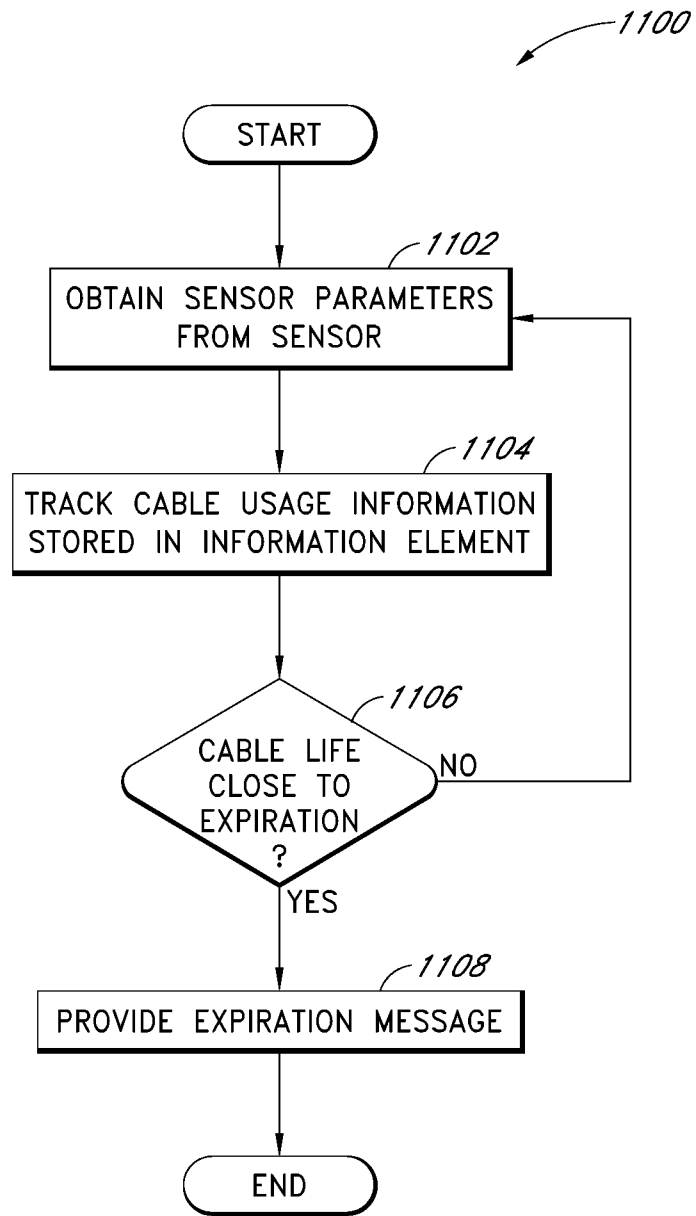 1100
START
1102
OBTAIN SENSOR PARAMETERS
FROM SENSOR
1104
TRACK CABLE USAGE INFORMATION
STORED IN INFORMATION ELEMENT
1106
CABLE LIFE
CLOSE TO
EXPIRATION
?
NO
YES
1108
PROVIDE EXPIRATION MESSAGE
END